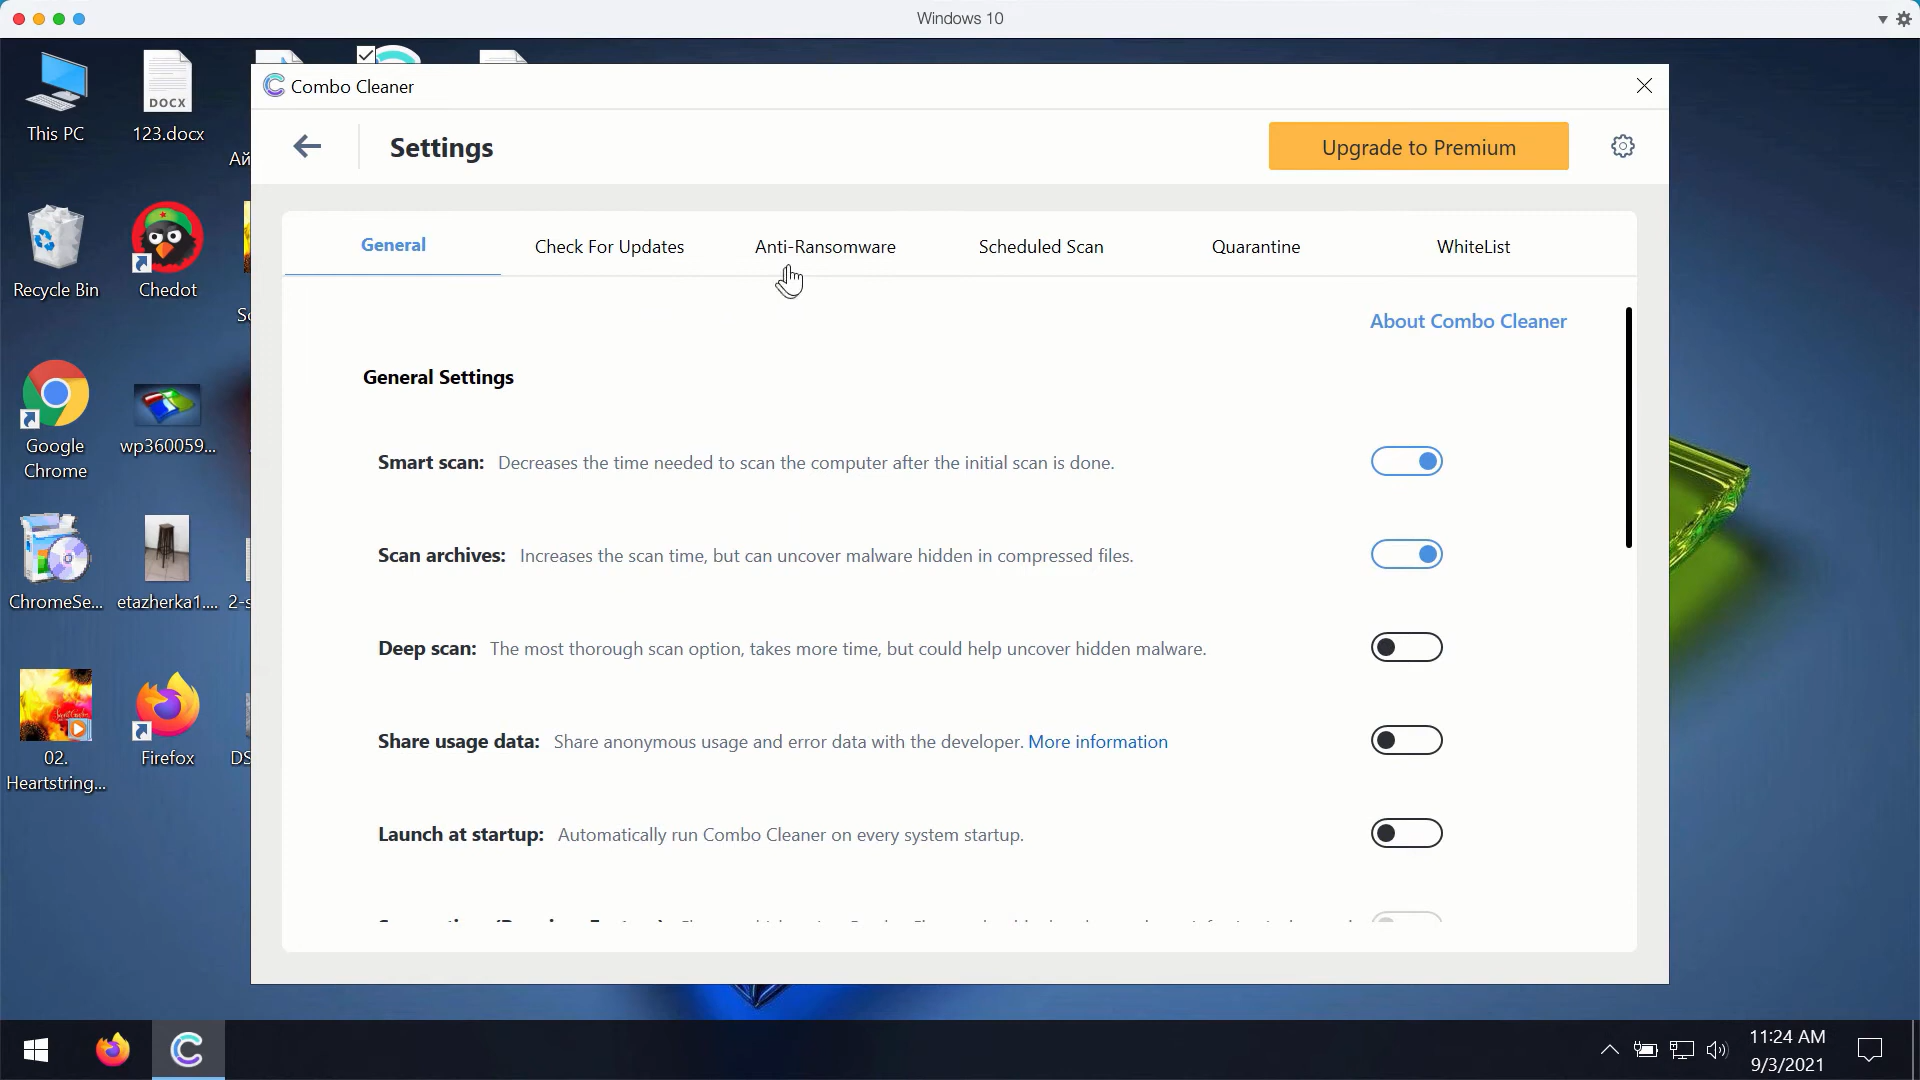 Windows 10
Combo Cleaner
Settings
Upgrade to Premium
General
Check For Updates
Anti-Ransomware
Scheduled Scan
Quarantine
WhiteList
About Combo Cleaner
General Settings
Smart scan: Decreases the time needed to scan the computer after the initial scan is done.
Scan archives: Increases the scan time, but can uncover malware hidden in compressed files.
Deep scan: The most thorough scan option, takes more time, but could help uncover hidden malware.
Share usage data: Share anonymous usage and error data with the developer. More information
Launch at startup: Automatically run Combo Cleaner on every system startup.
This PC
DOCX
123.docx
Recycle Bin
Chedot
Google
Chrome
wp360059...
ChromeSe...
etazherka1....
02.
Heartstring...
Firefox
11:24 AM
9/3/2021